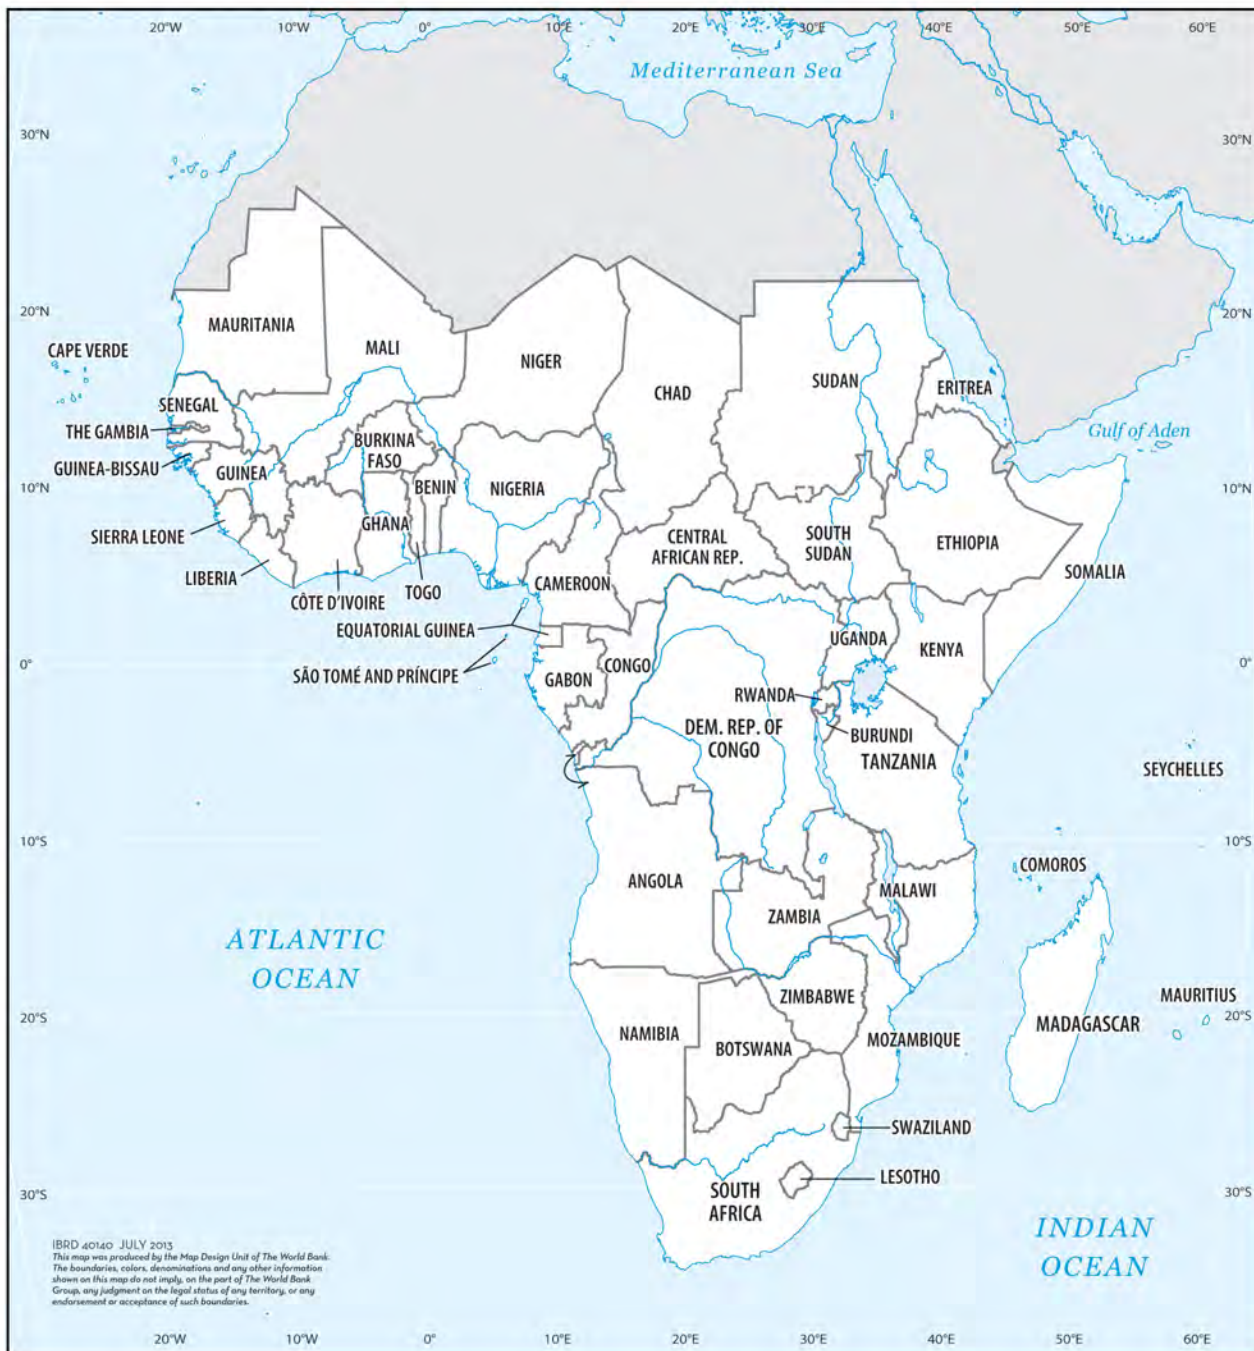 20°W 10°W 0° 10°E 20°E 30°E 40°E 50°E 60°E
Mediterranean Sea
30°N 30°N
20°N 20°N
MAURITANIA
CAPE VERDE
MALI
NIGER
CHAD
SUDAN
ERITREA
SENEGAL
THE GAMBIA
BURKINA
FASO
Gulf of Aden
GUINEA-BISSAU
GUINEA
BENIN
NIGERIA
10°N 10°N
GHANA
SIERRA LEONE
CENTRAL
AFRICAN REP.
SOUTH
SUDAN
ETHIOPIA
SOMALIA
LIBERIA
CÔTE D'IVOIRE
TOGO
CAMEROON
EQUATORIAL GUINEA
UGANDA
KENYA
0° 0°
SÃO TOMÉ AND PRÍNCIPE
GABON
CONGO
RWANDA
DEM. REP. OF
CONGO
BURUNDI
TANZANIA
SEYCHELLES
10°S 10°S
COMOROS
ANGOLA
MALAWI
ZAMBIA
ATLANTIC
OCEAN
ZIMBABWE
MAURITIUS
20°S 20°S
NAMIBIA
BOTSWANA
MOZAMBIQUE
MADAGASCAR
SWAZILAND
LESOTHO
30°S 30°S
SOUTH
AFRICA
INDIAN
OCEAN
IBRD 40140 JULY 2013
This map was produced by the Map Design Unit of The World Bank.
The boundaries, colors, denominations and any other information
shown on this map do not imply, on the part of The World Bank
Group, any judgment on the legal status of any territory, or any
endorsement or acceptance of such boundaries.
20°W 10°W 0° 10°E 20°E 30°E 40°E 50°E 60°E